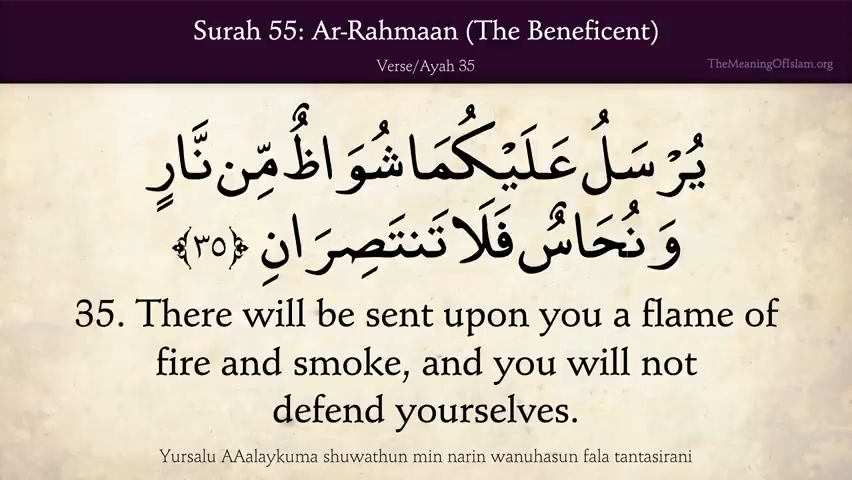 Surah 55: Ar-Rahmaan (The Beneficent)
Verse/Ayah 35
TheMeaningOfIslam.org
يُرْسَلُ عَلَيْكُمَا شُوَاظٌ مِّن نَّارٍ
وَنُحَاسٌ فَلَا تَنتَصِرَانِ ﴿٣٥﴾
35. There will be sent upon you a flame of
fire and smoke, and you will not
defend yourselves.
Yursalu AAalaykuma shuwathun min narin wanuhasun fala tantasirani